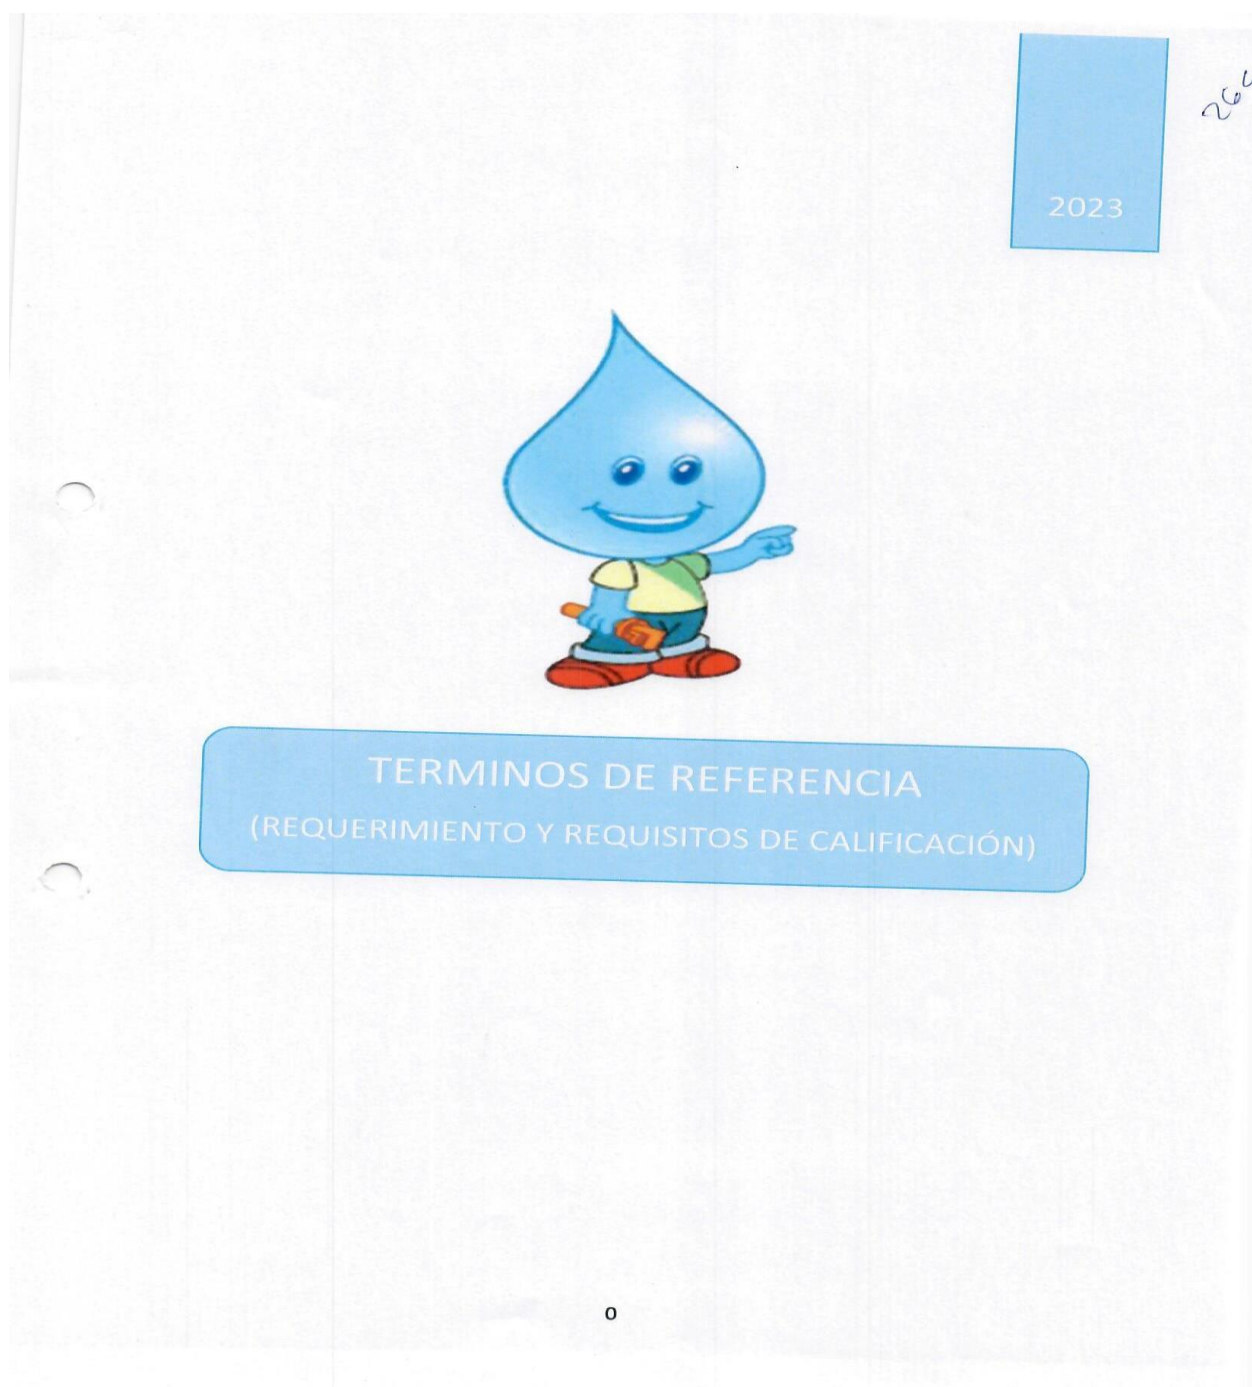 2023
TERMINOS DE REFERENCIA
(REQUERIMIENTO Y REQUISITOS DE CALIFICACIÓN)
0